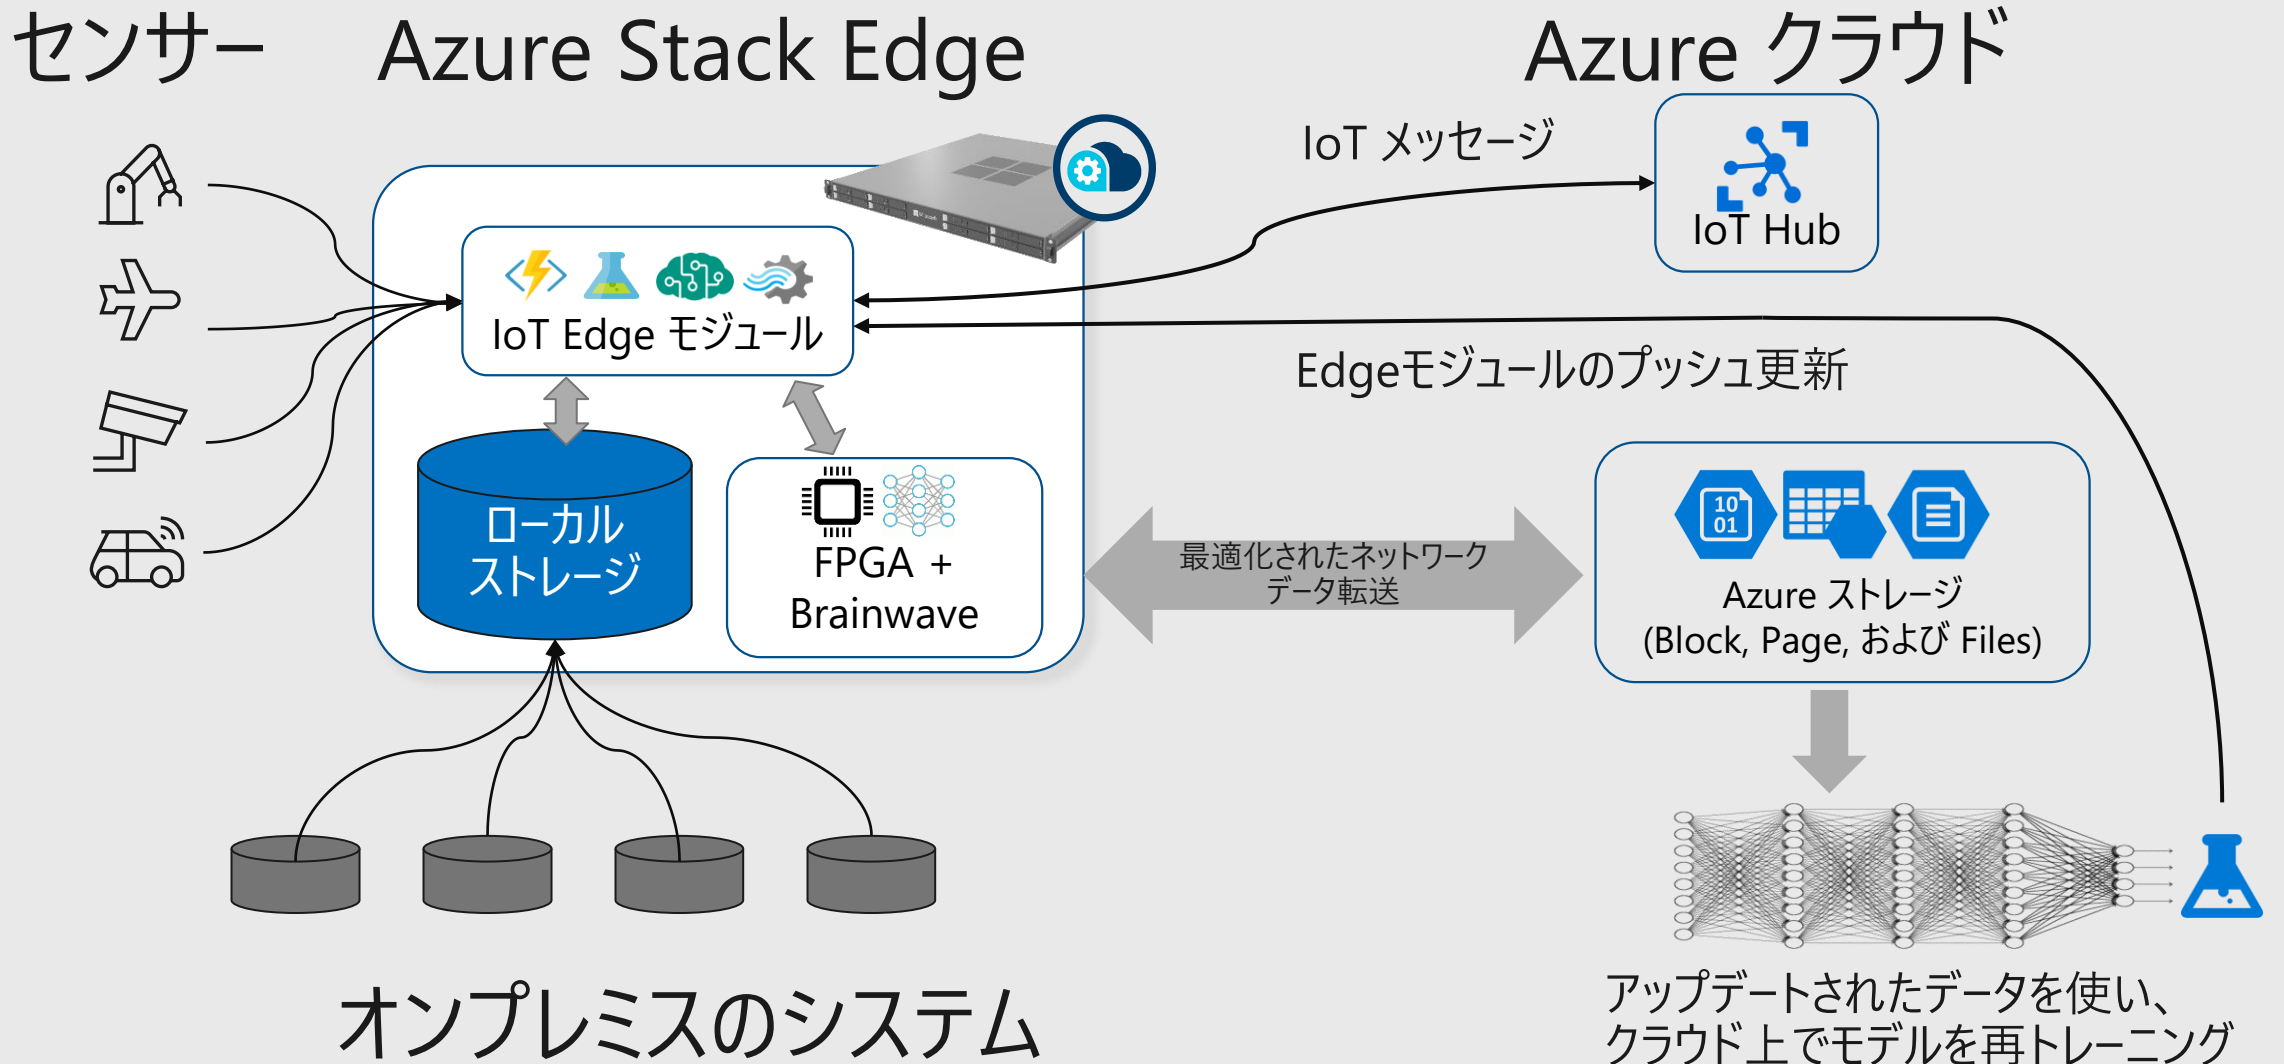 センサー
Azure Stack Edge
Azure クラウド
IoT メッセージ
IoT Hub
IoT Edge モジュール
Edgeモジュールのプッシュ更新
ローカル
ストレージ
FPGA +
Brainwave
最適化されたネットワーク
データ転送
10
01
Azure ストレージ
(Block, Page, および Files)
オンプレミスのシステム
アップデートされたデータを使い、
クラウド上でモデルを再トレーニング